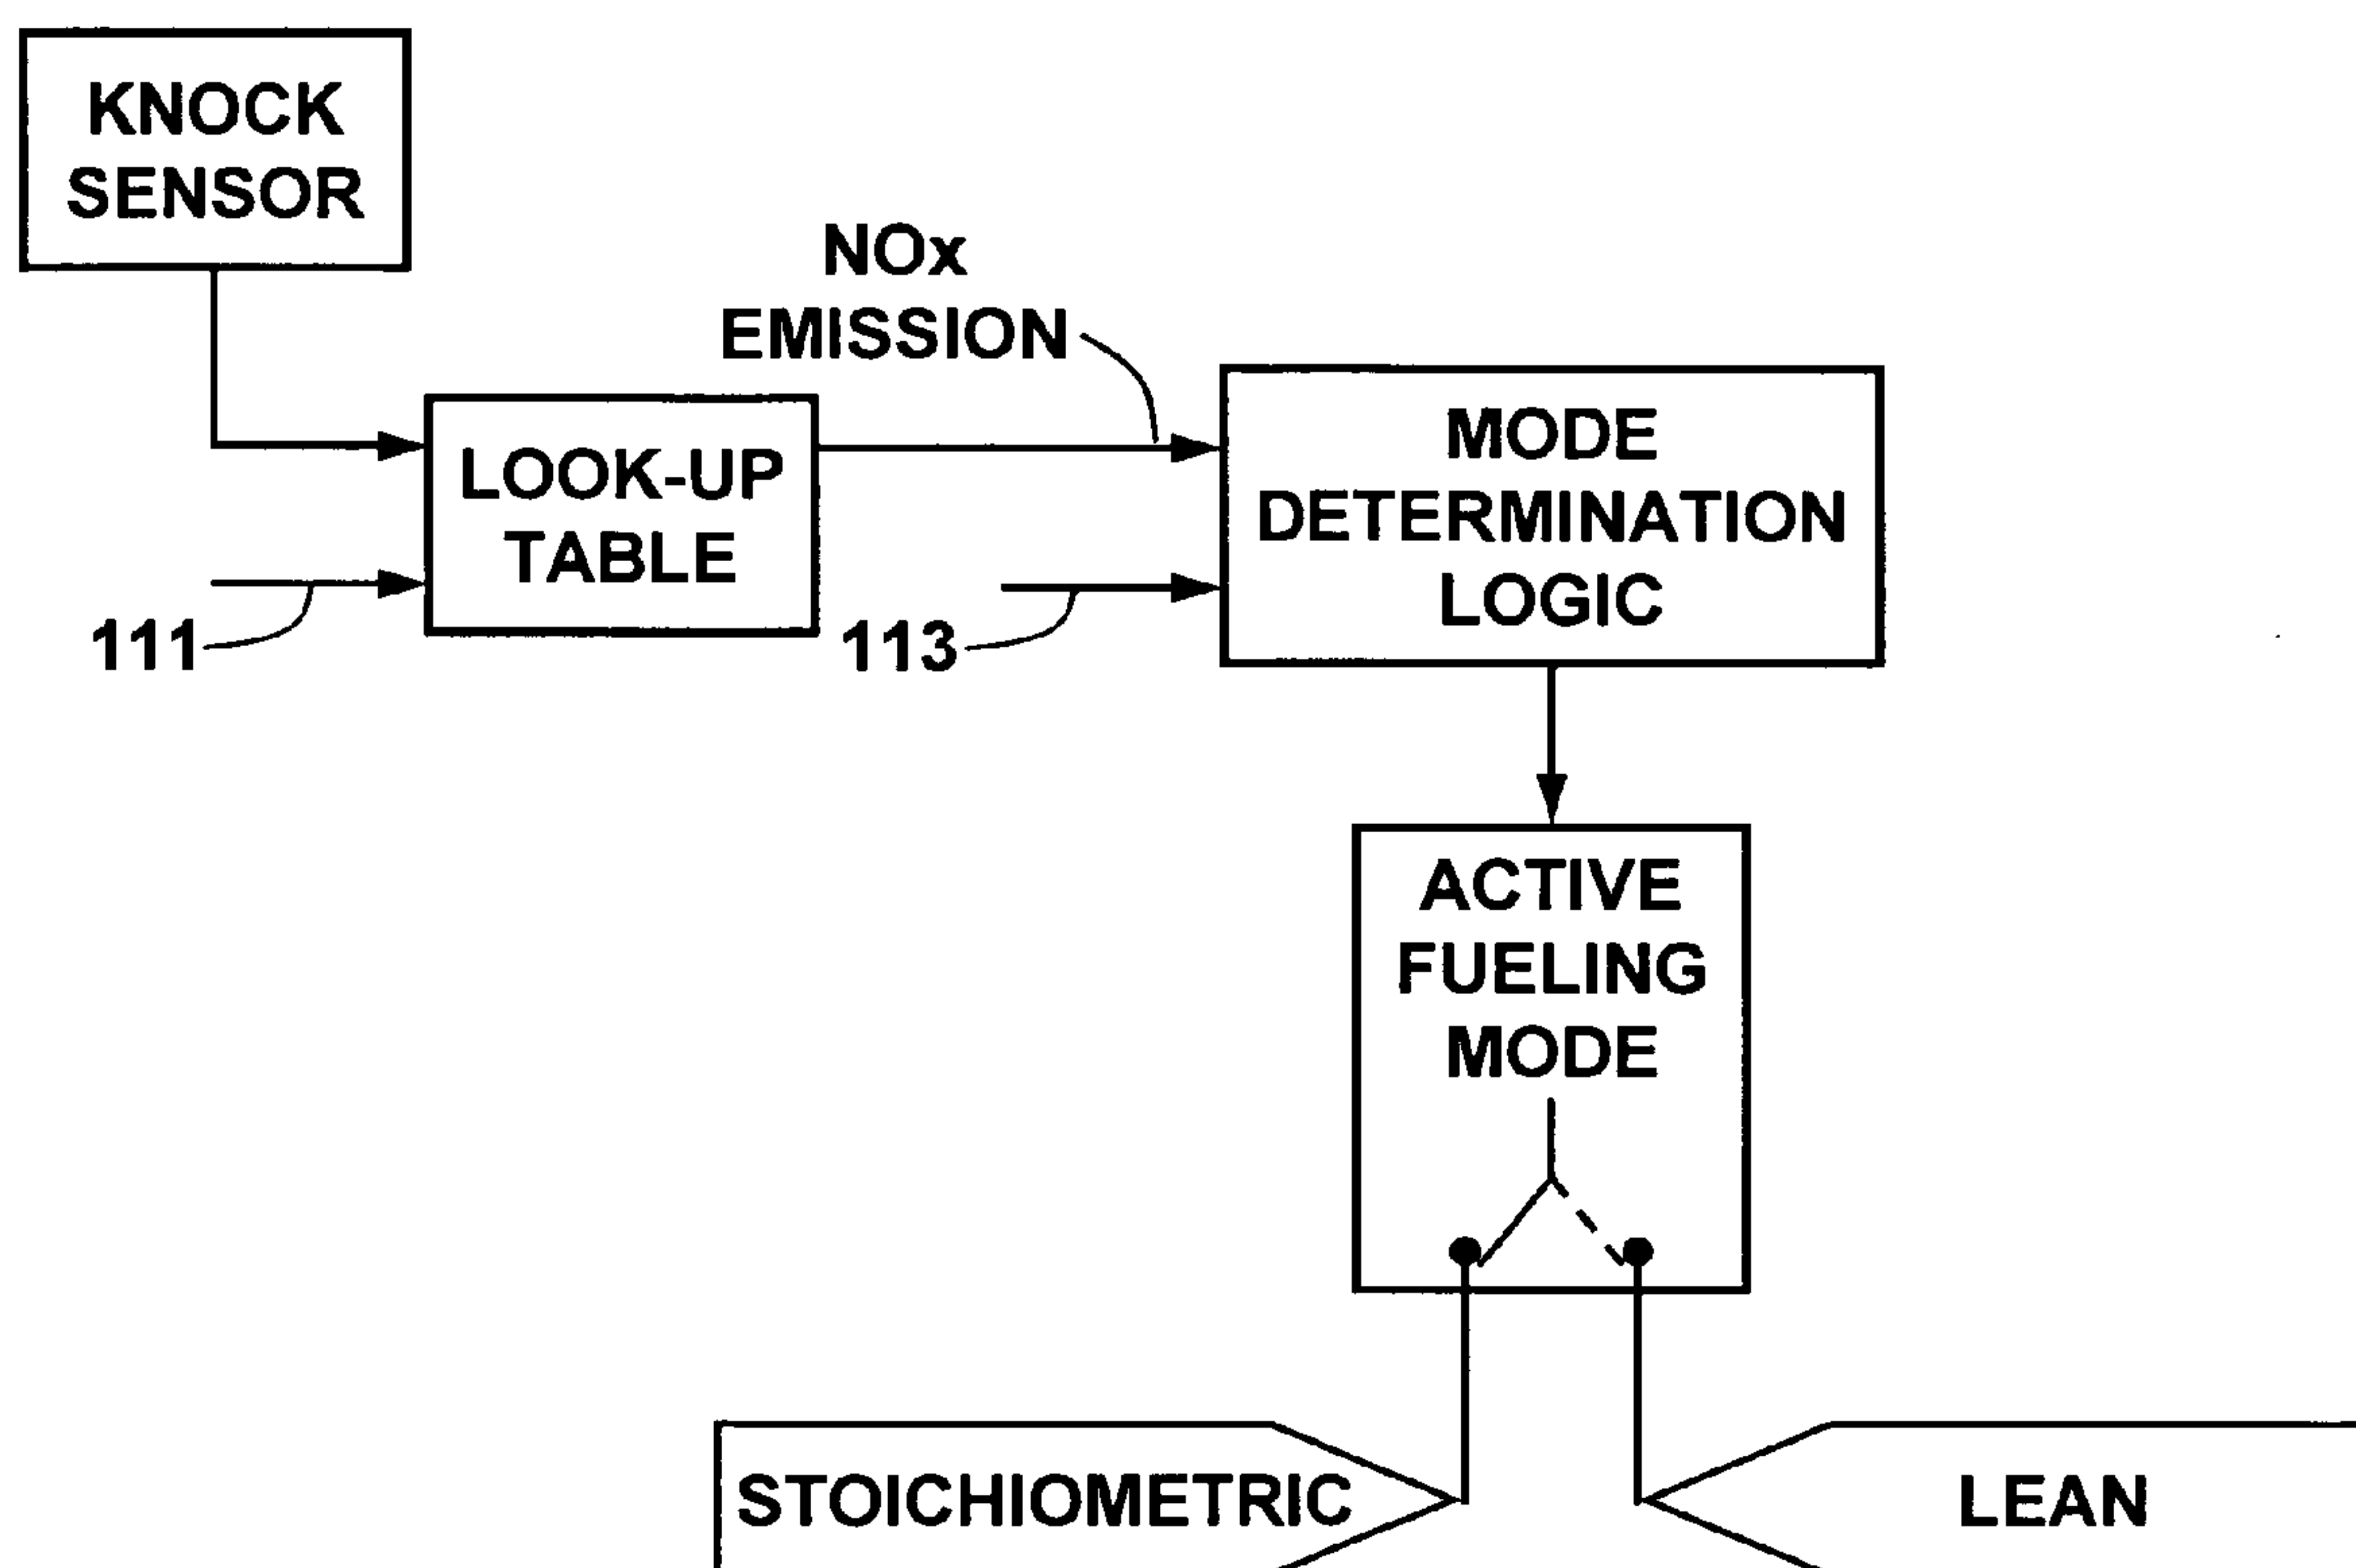 KNOCK
SENSOR
NOx
EMISSION
LOOK-UP
TABLE
111
113
MODE
DETERMINATION
LOGIC
ACTIVE
FUELING
MODE
STOICHIOMETRIC
LEAN